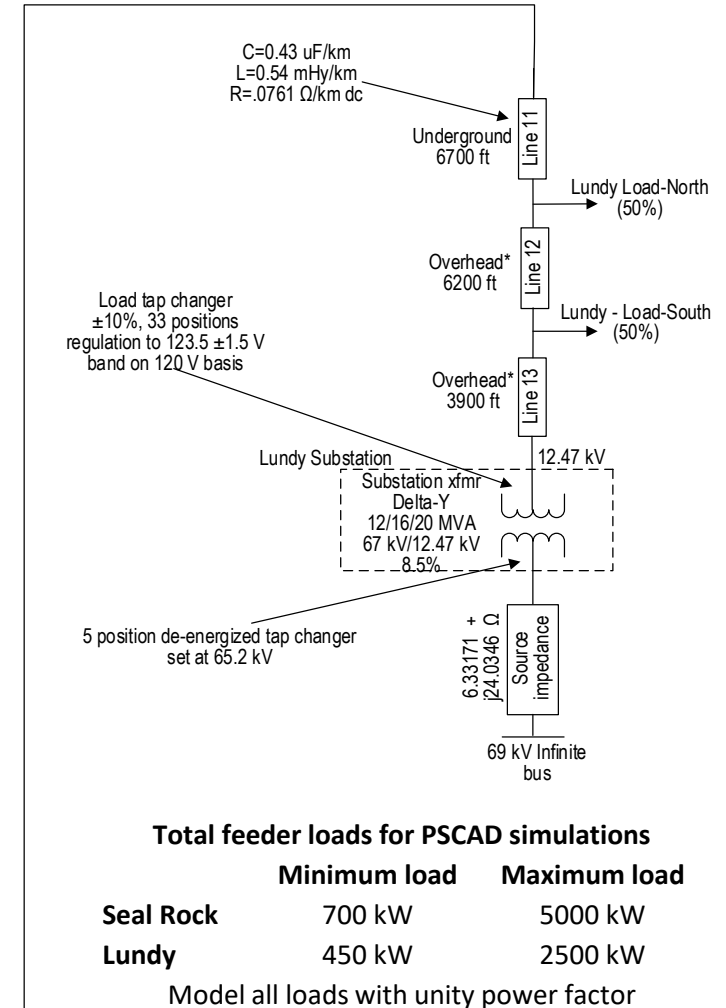 C=0.43 uF/km
L=0.54 mHy/km
R=.0761 Ω/km dc
Underground
6700 ft
Line 11
Lundy Load-North
(50%)
Overhead*
6200 ft
Line 12
Load tap changer
±10%, 33 positions
regulation to 123.5 ±1.5 V
band on 120 V basis
Lundy - Load-South
(50%)
Overhead*
3900 ft
Line 13
Lundy Substation
12.47 kV
Substation xfmr
Delta-Y
12/16/20 MVA
67 kV/12.47 kV
8.5%
5 position de-energized tap changer
set at 65.2 kV
6.33171 +
j24.0346 Ω
Source
impedance
69 kV Infinite
bus
Total feeder loads for PSCAD simulations
Minimum load Maximum load
Seal Rock 700 kW 5000 kW
Lundy 450 kW 2500 kW
Model all loads with unity power factor